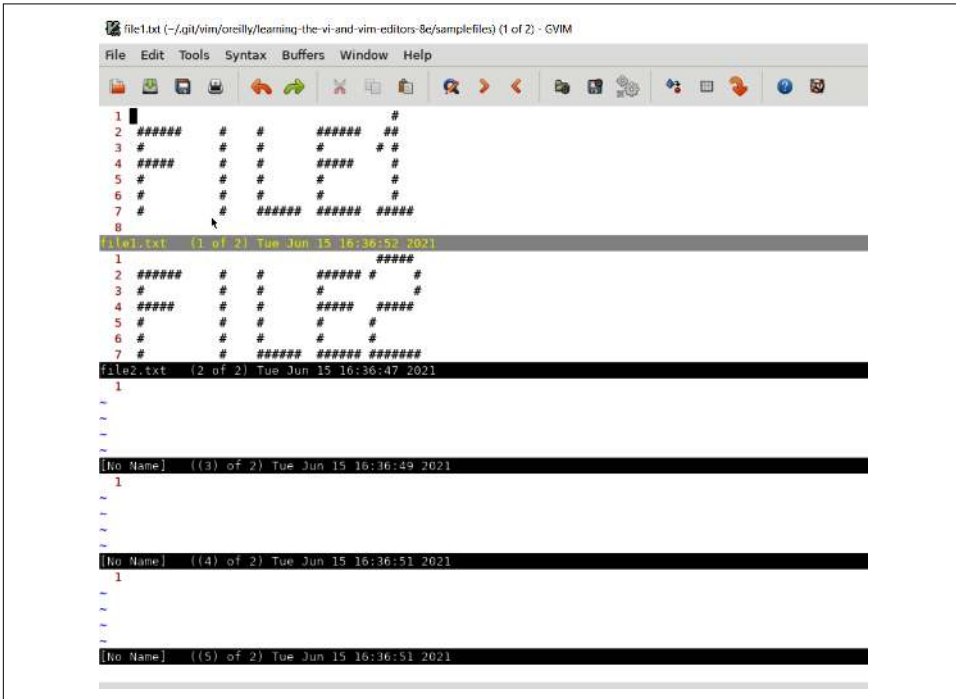 file1.txt (~/.git/vim/oreilly/learning-the-vi-and-vim-editors-8e/samplefiles) (1 of 2) - GVIM
File Edit Tools Syntax Buffers Window Help
1                                   #
2  ######     #    #       ######   ##
3  #          #    #       #       # #
4  #####      #    #       #####     #
5  #          #    #       #         #
6  #          #    #       #         #
7  #          #    ######  ######  #####
8
file1.txt (1 of 2) Tue Jun 15 16:36:52 2021
1                                  #####
2  ######     #    #       ###### #     #
3  #          #    #       #            #
4  #####      #    #       #####   #####
5  #          #    #       #      #
6  #          #    #       #      #
7  #          #    ######  ###### #######
file2.txt (2 of 2) Tue Jun 15 16:36:47 2021
1
~
~
~
~
[No Name] ((3) of 2) Tue Jun 15 16:36:49 2021
1
~
~
~
~
[No Name] ((4) of 2) Tue Jun 15 16:36:51 2021
1
~
~
~
~
[No Name] ((5) of 2) Tue Jun 15 16:36:51 2021